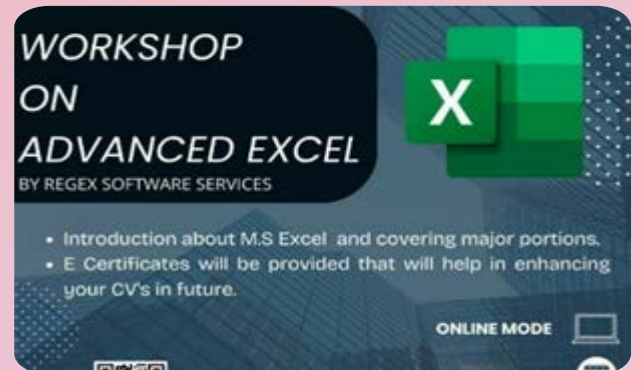 WORKSHOP
ON
ADVANCED EXCEL
BY REGEX SOFTWARE SERVICES
X
• Introduction about M.S Excel and covering major portions.
• E Certificates will be provided that will help in enhancing
your CV's in future.
ONLINE MODE